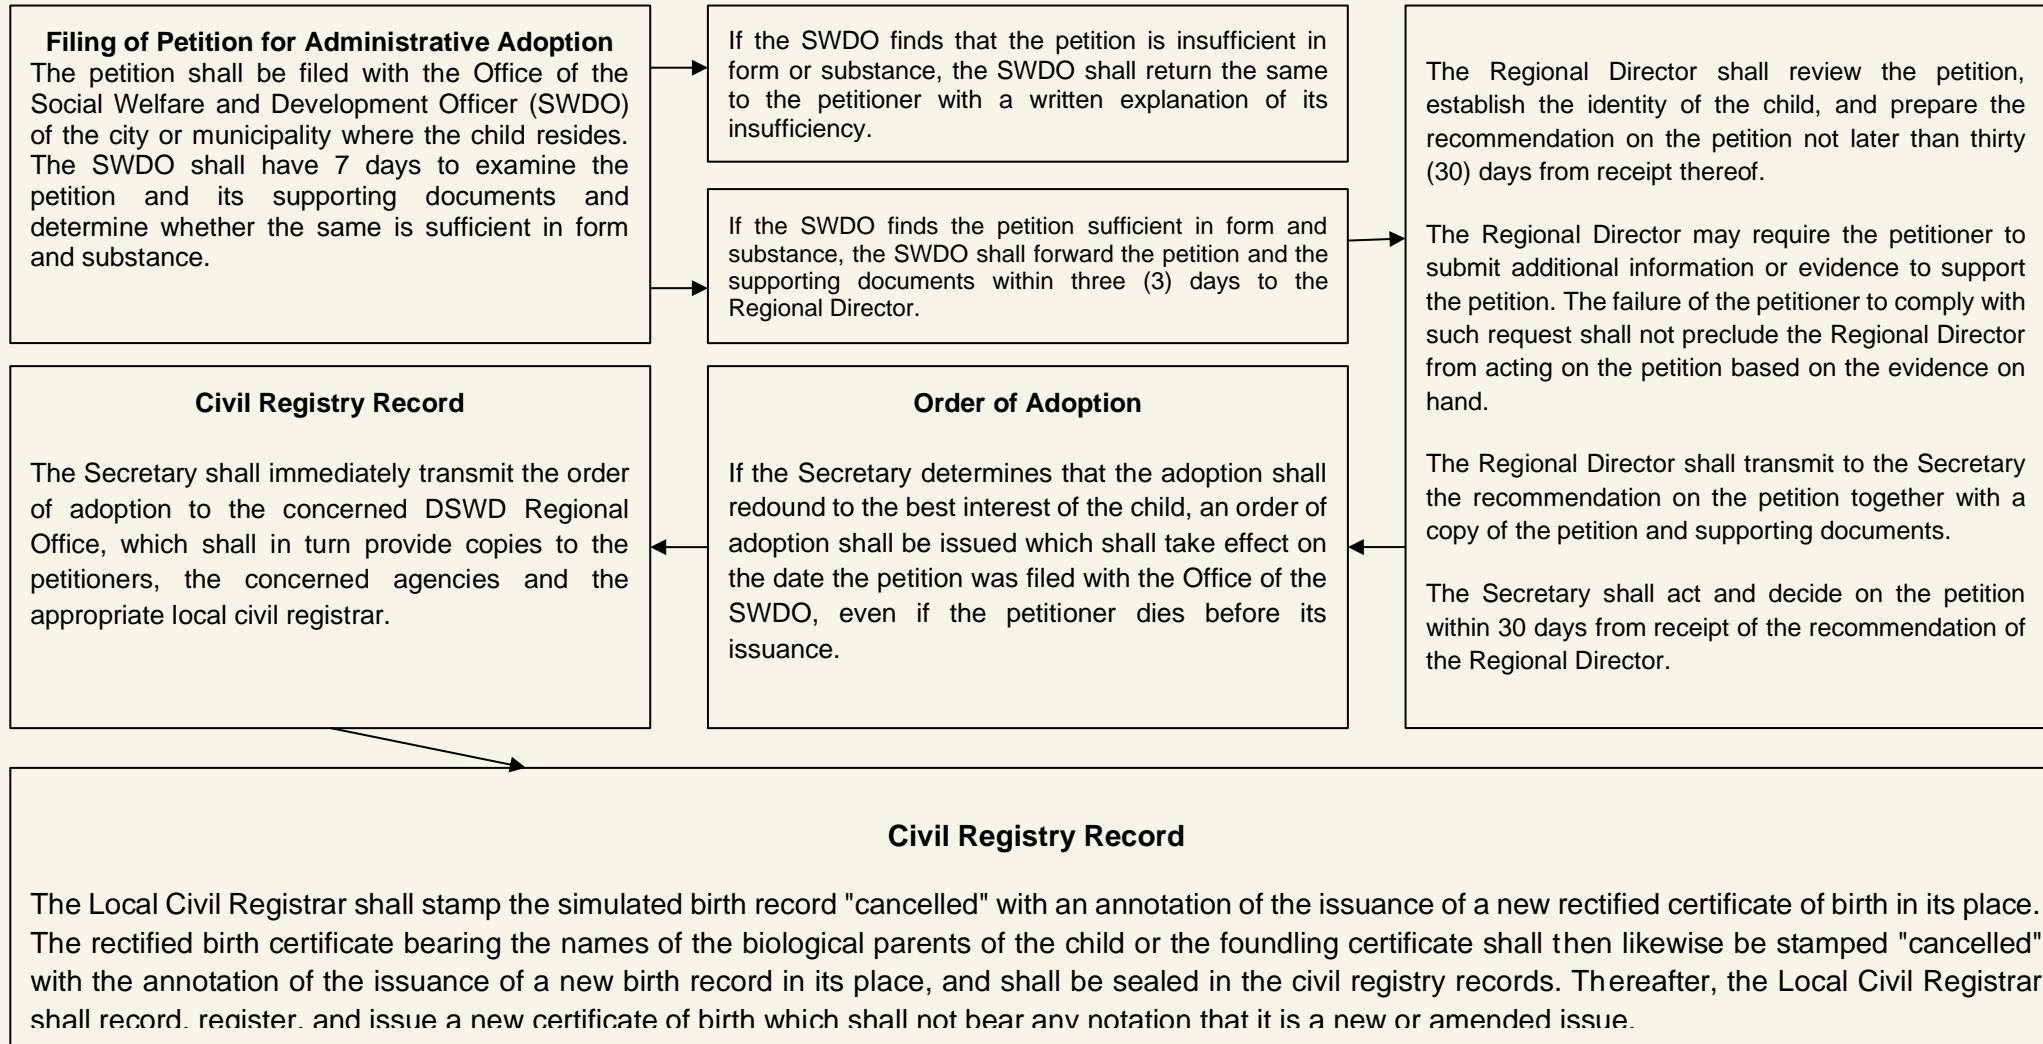 Filing of Petition for Administrative Adoption
The petition shall be filed with the Office of the
Social Welfare and Development Officer (SWDO)
of the city or municipality where the child resides.
The SWDO shall have 7 days to examine the
petition and its supporting documents and
determine whether the same is sufficient in form
and substance.
If the SWDO finds that the petition is insufficient in
form or substance, the SWDO shall return the same
to the petitioner with a written explanation of its
insufficiency.
If the SWDO finds the petition sufficient in form and
substance, the SWDO shall forward the petition and the
supporting documents within three (3) days to the
Regional Director.
The Regional Director shall review the petition,
establish the identity of the child, and prepare the
recommendation on the petition not later than thirty
(30) days from receipt thereof.
The Regional Director may require the petitioner to
submit additional information or evidence to support
the petition. The failure of the petitioner to comply with
such request shall not preclude the Regional Director
from acting on the petition based on the evidence on
hand.
The Regional Director shall transmit to the Secretary
the recommendation on the petition together with a
copy of the petition and supporting documents.
The Secretary shall act and decide on the petition
within 30 days from receipt of the recommendation of
the Regional Director.
Order of Adoption
If the Secretary determines that the adoption shall
redound to the best interest of the child, an order of
adoption shall be issued which shall take effect on
the date the petition was filed with the Office of the
SWDO, even if the petitioner dies before its
issuance.
Civil Registry Record
The Secretary shall immediately transmit the order
of adoption to the concerned DSWD Regional
Office, which shall in turn provide copies to the
petitioners, the concerned agencies and the
appropriate local civil registrar.
Civil Registry Record
The Local Civil Registrar shall stamp the simulated birth record "cancelled" with an annotation of the issuance of a new rectified certificate of birth in its place.
The rectified birth certificate bearing the names of the biological parents of the child or the foundling certificate shall then likewise be stamped "cancelled"
with the annotation of the issuance of a new birth record in its place, and shall be sealed in the civil registry records. Thereafter, the Local Civil Registrar
shall record, register, and issue a new certificate of birth which shall not bear any notation that it is a new or amended issue.